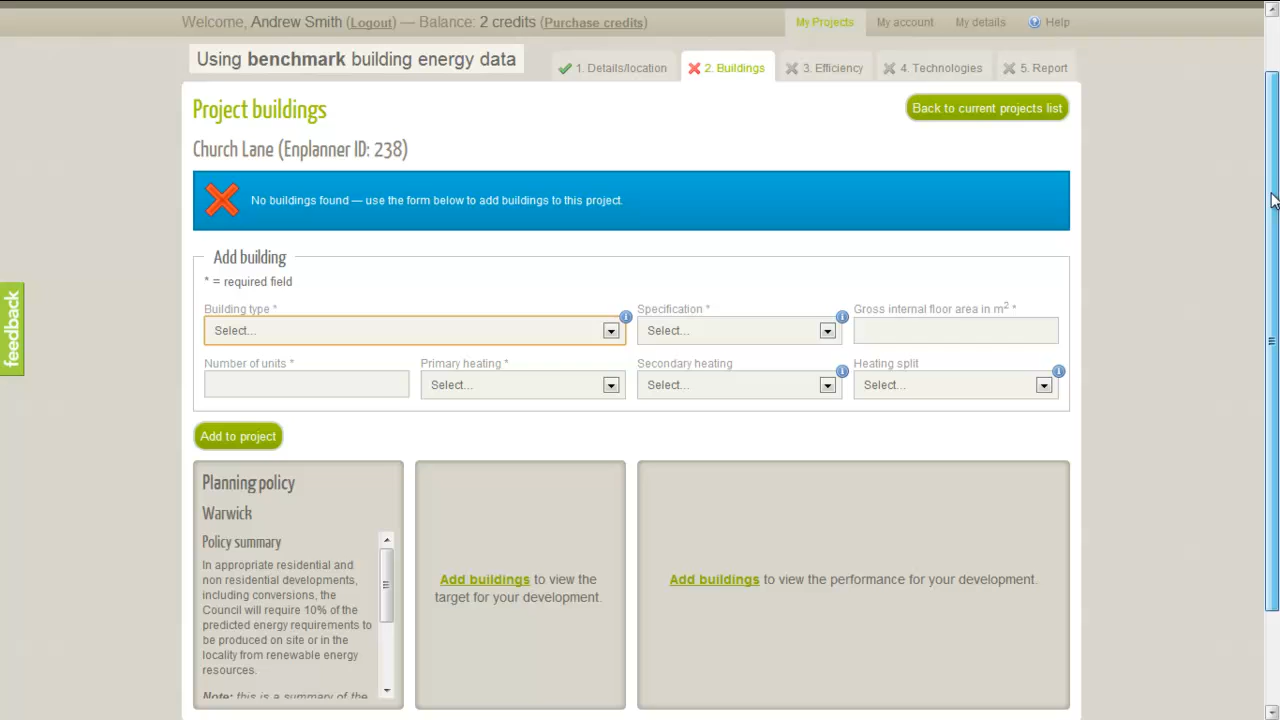 Welcome, Andrew Smith (Logout) — Balance: 2 credits (Purchase credits)
My Projects
My account
My details
Help
Using benchmark building energy data
1. Details/location
2. Buildings
3. Efficiency
4. Technologies
5. Report
Project buildings
Back to current projects list
Church Lane (Enplanner ID: 238)
No buildings found — use the form below to add buildings to this project.
Add building
* = required field
Building type *
Specification *
Gross internal floor area in m2 *
Select...
Select...
Number of units *
Primary heating *
Secondary heating
Heating split
Select...
Select...
Select...
Add to project
feedback
Planning policy
Warwick
Policy summary
In appropriate residential and
non residential developments,
including conversions, the
Council will require 10% of the
predicted energy requirements to
be produced on site or in the
locality from renewable energy
resources.
Note: this is a summary of the
Add buildings to view the
target for your development.
Add buildings to view the performance for your development.